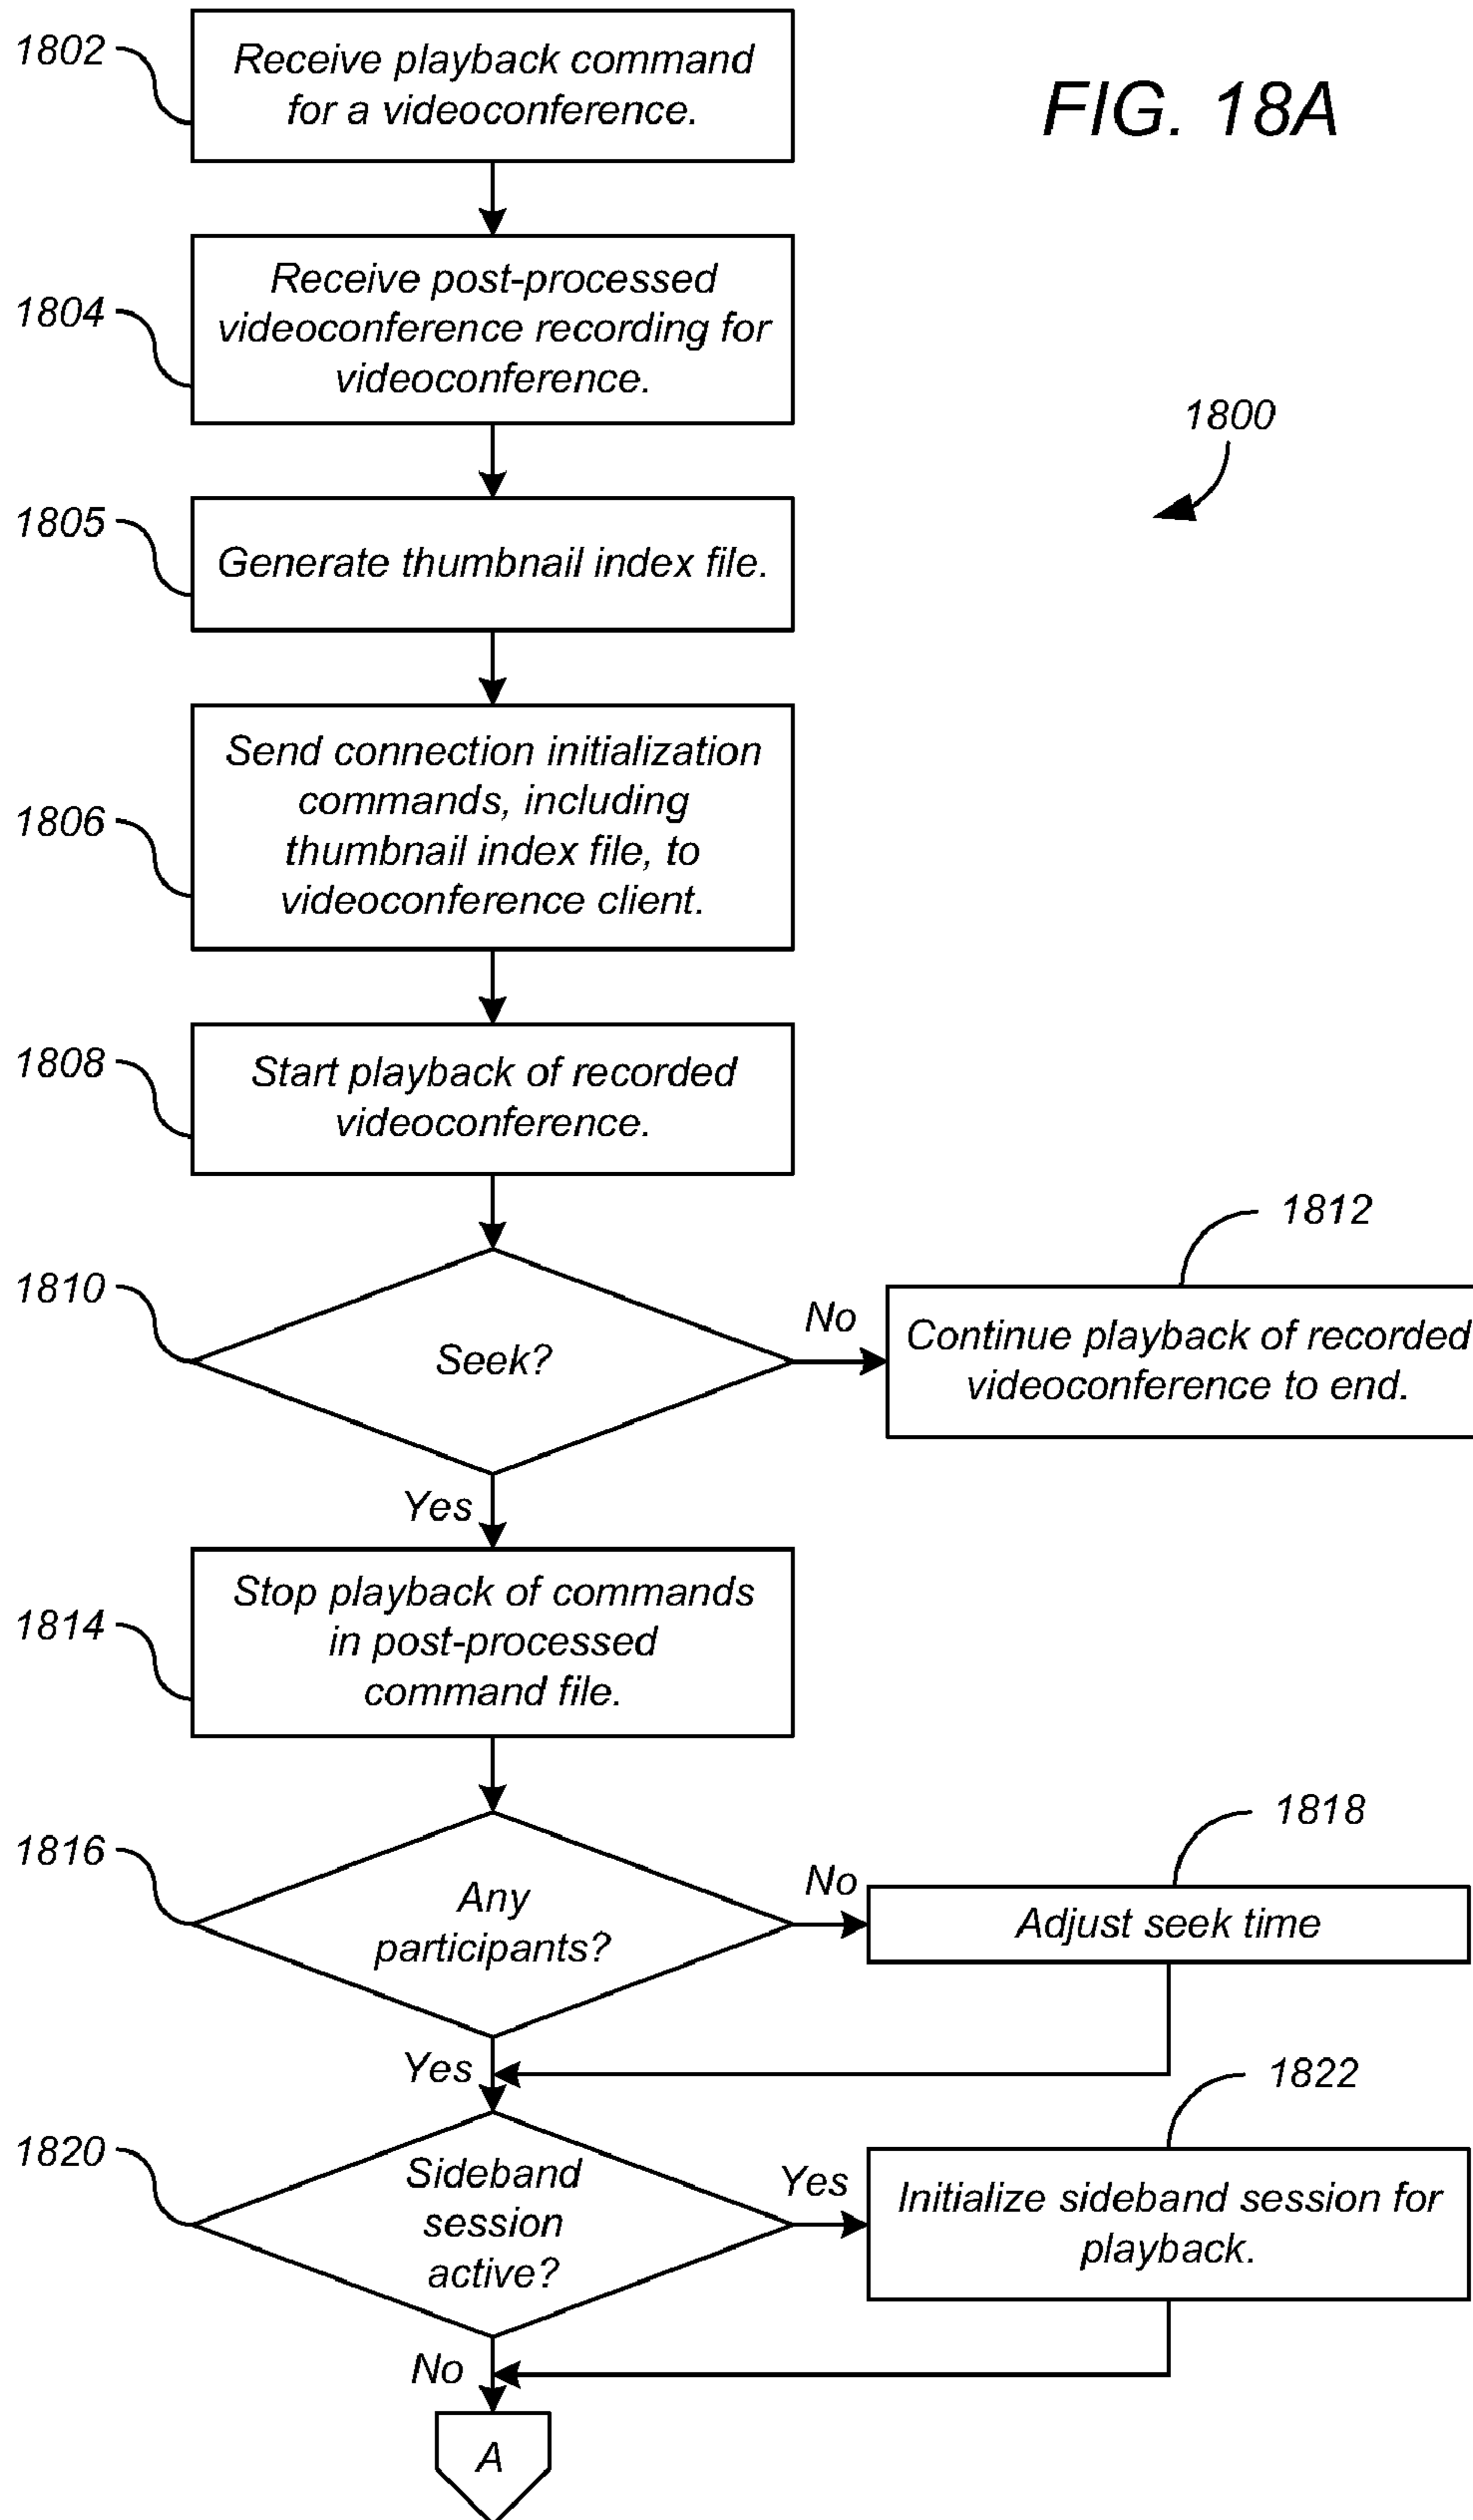 1802
Receive playback command
for a videoconference.
FIG. 18A
1804
Receive post-processed
videoconference recording for
videoconference.
1800
1805
Generate thumbnail index file.
1806
Send connection initialization
commands, including
thumbnail index file, to
videoconference client.
1808
Start playback of recorded
videoconference.
1810
Seek?
No
1812
Continue playback of recorded
videoconference to end.
Yes
1814
Stop playback of commands
in post-processed
command file.
1816
Any
participants?
No
1818
Adjust seek time
Yes
1820
Sideband
session
active?
Yes
1822
Initialize sideband session for
playback.
No
A